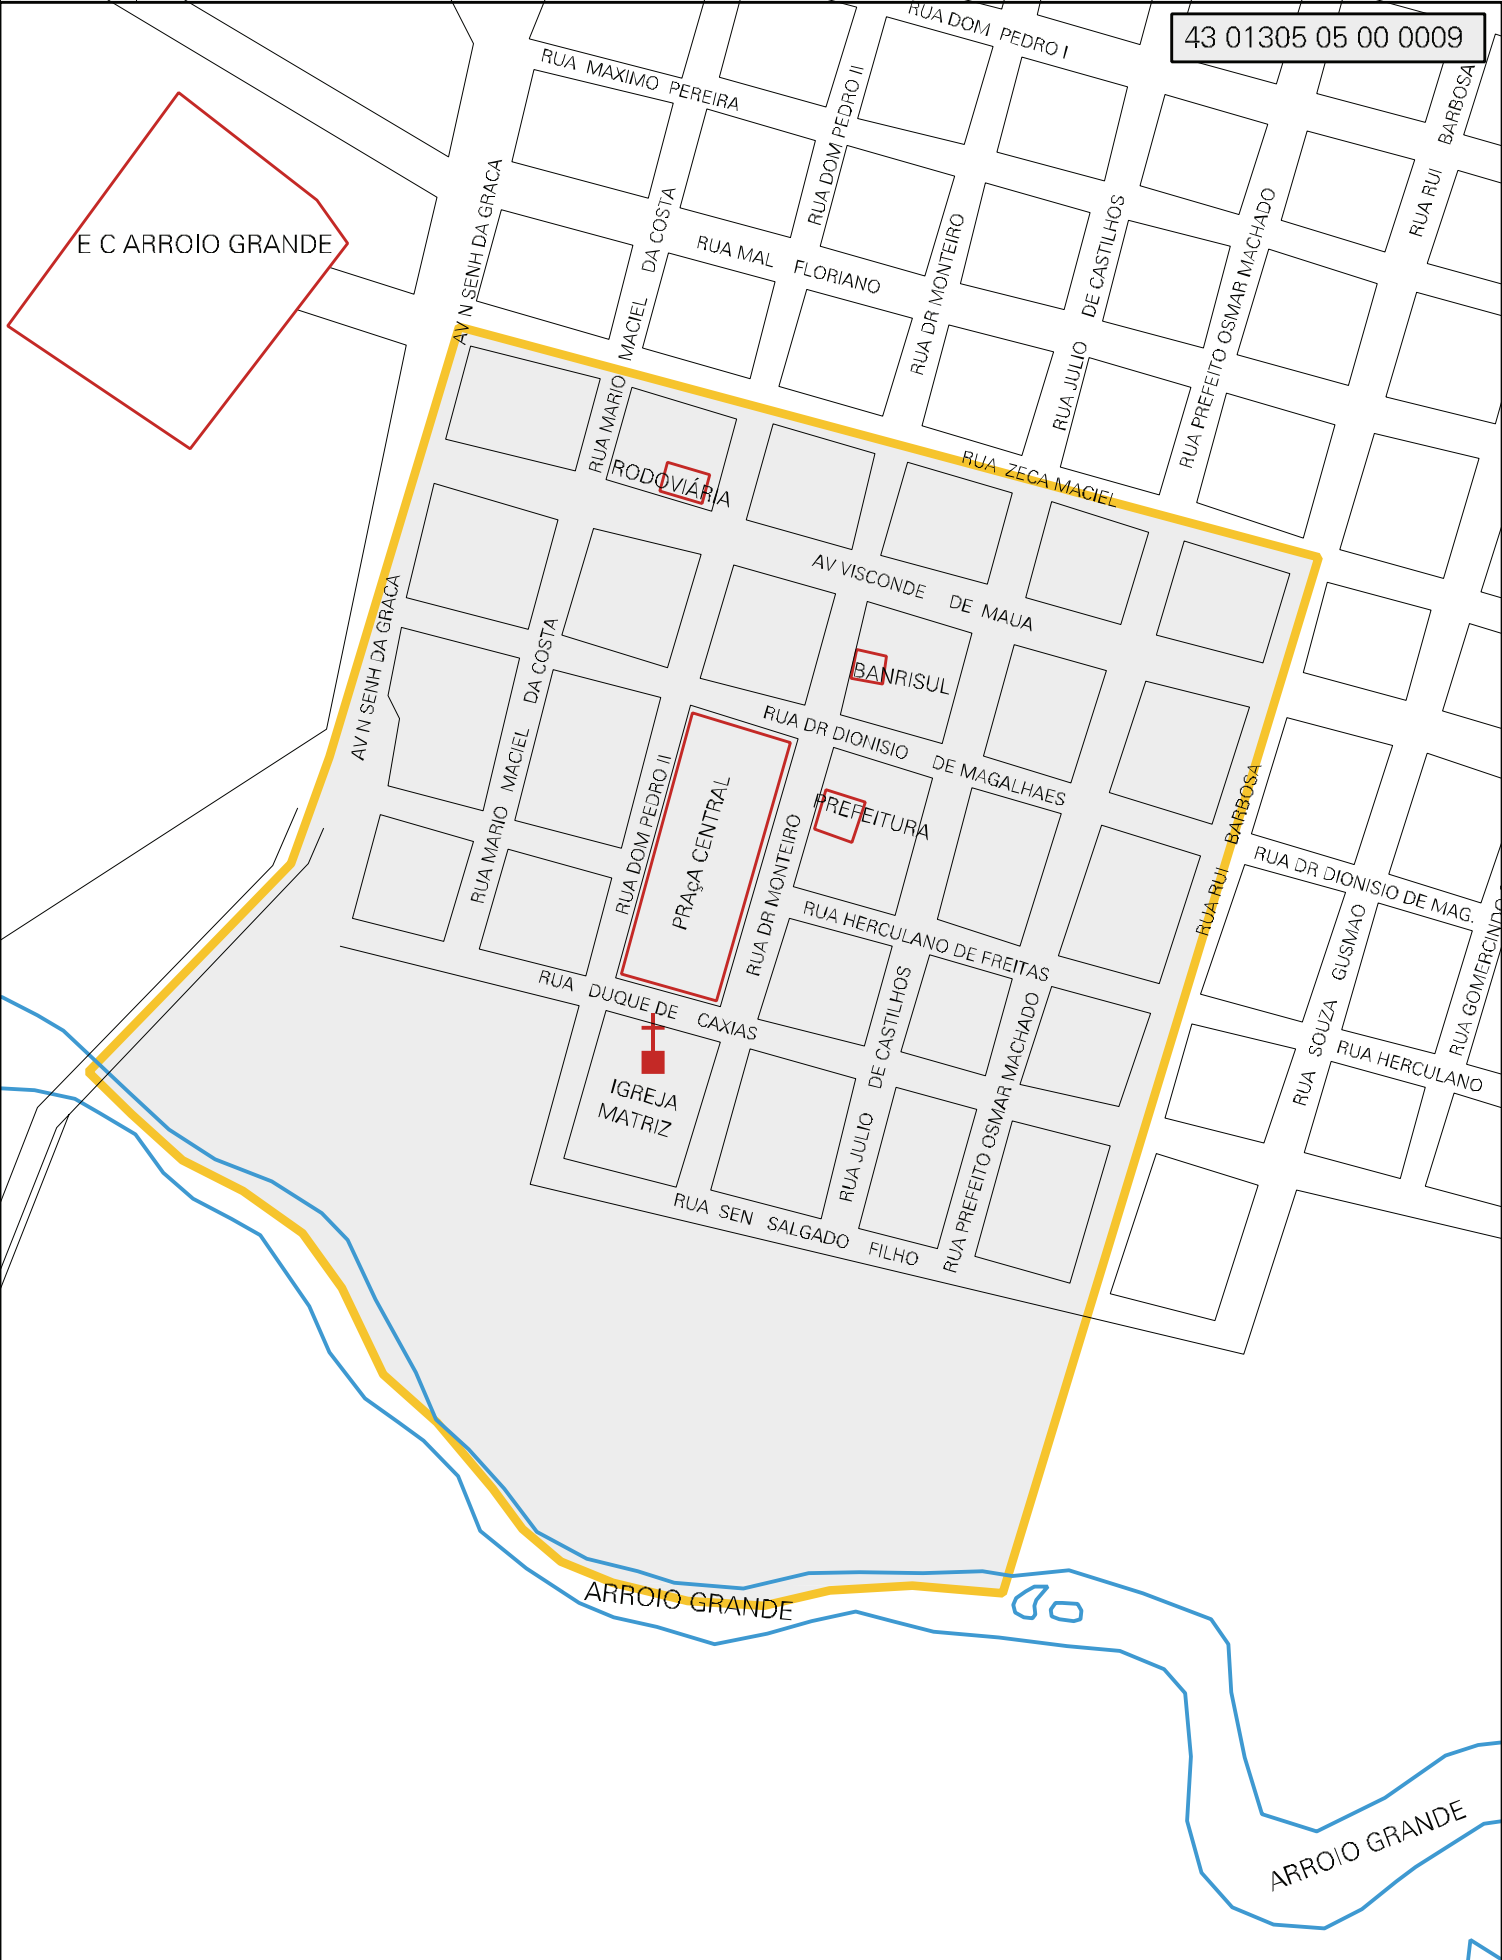 RUA DOM PEDRO I
43 01305 05 00 0009
RUA MAXIMO PEREIRA
RUA DOM PEDRO II
RUA RUI BARBOSA
AV N SENH DA GRACA
RUA MARIO MACIEL DA COSTA
RUA MAL FLORIANO
RUA DR MONTEIRO
RUA JULIO DE CASTILHOS
RUA PREFEITO OSMAR MACHADO
E C ARROIO GRANDE
RUA ZECA MACIEL
RODOVIÁRIA
AV VISCONDE DE MAUA
AV N SENH DA GRACA
RUA MARIO MACIEL DA COSTA
BANRISUL
RUA DR DIONISIO DE MAGALHAES
RUA DOM PEDRO II
PRAçA CENTRAL
RUA DR MONTEIRO
PREFEITURA
RUA RUI BARBOSA
RUA DR DIONISIO DE MAG.
RUA HERCULANO DE FREITAS
RUA SOUZA GUSMAO
RUA GOMERCINDO
RUA DUQUE DE CAXIAS
RUA JULIO DE CASTILHOS
RUA PREFEITO OSMAR MACHADO
RUA HERCULANO
IGREJA
MATRIZ
RUA SEN SALGADO FILHO
ARROIO GRANDE
ARROIO GRANDE